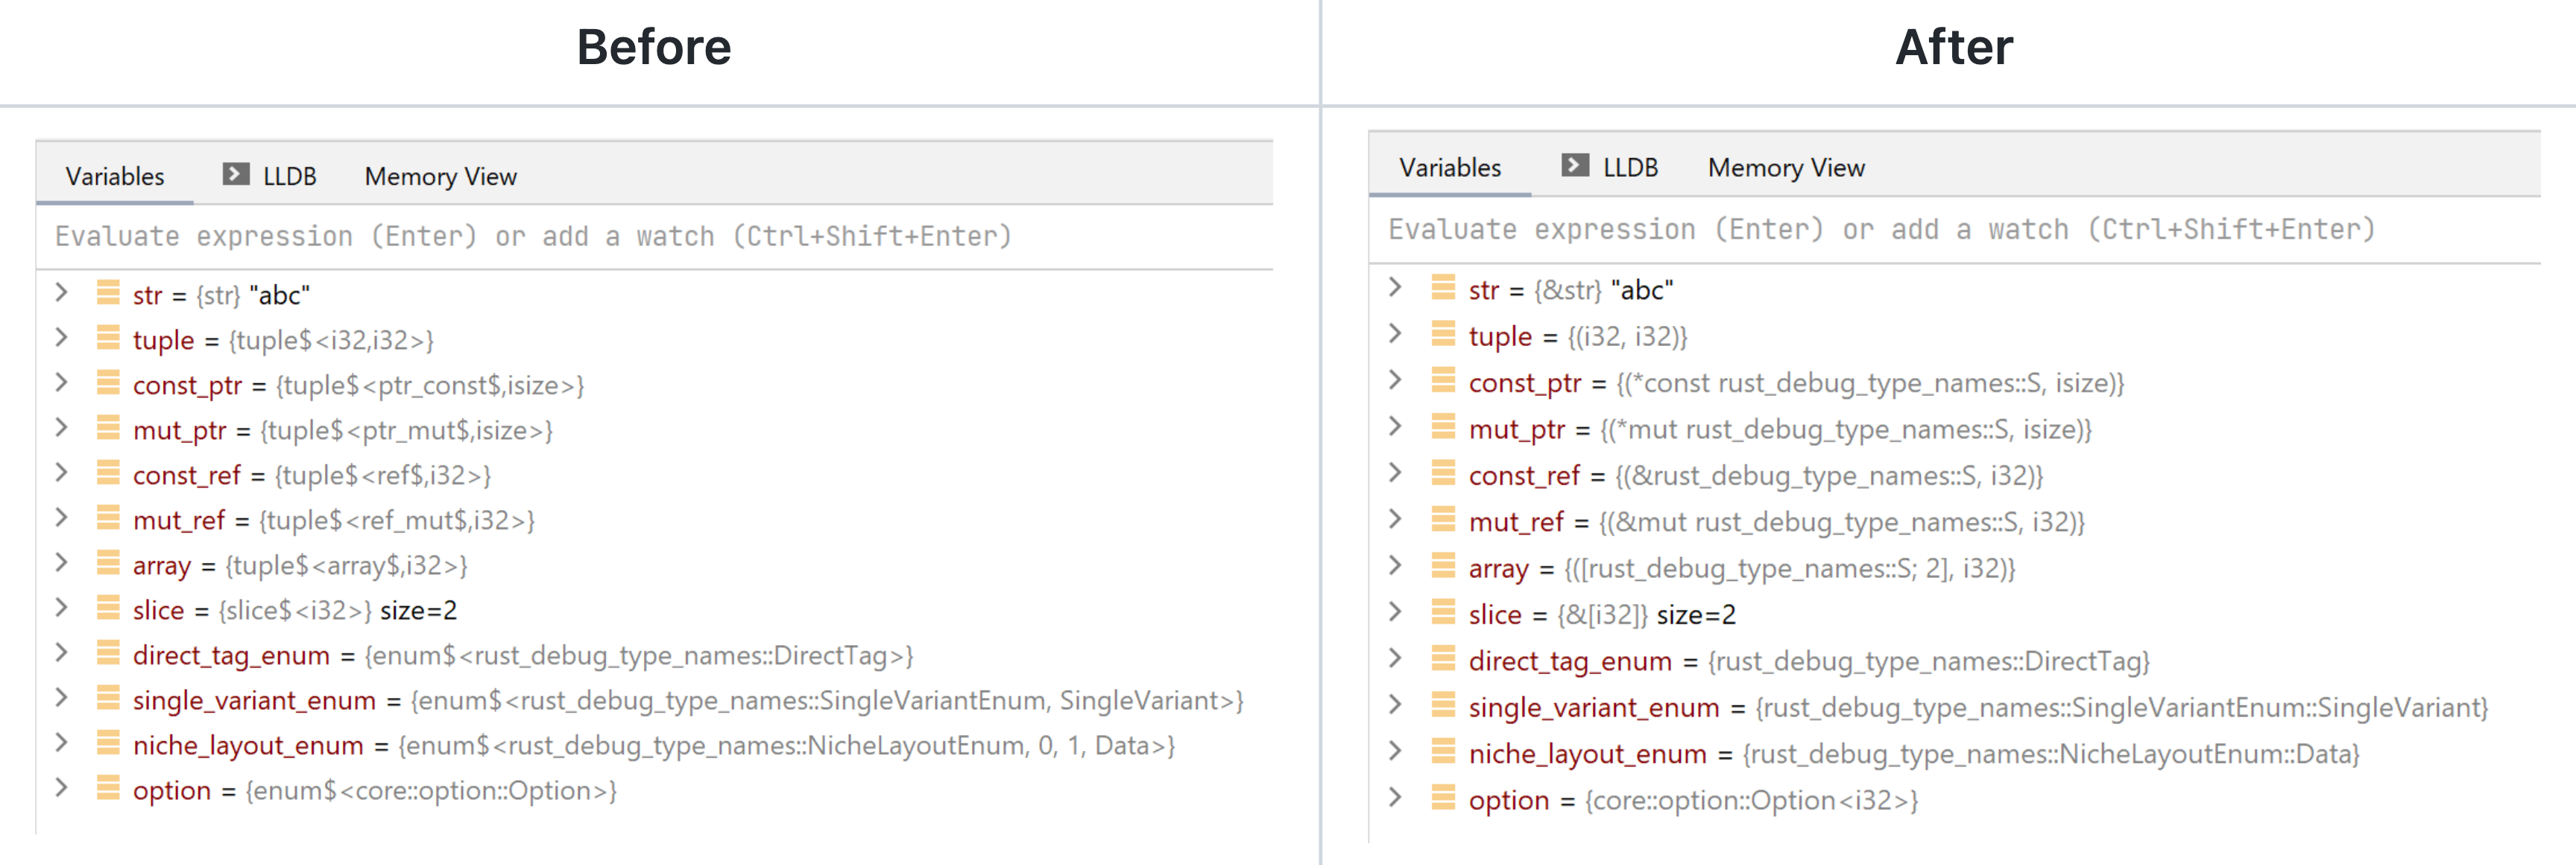 Before
Variables LLDB Memory View
Evaluate expression (Enter) or add a watch (Ctrl+Shift+Enter)
str = {str} "abc"
tuple = {tuple$<i32,i32>}
const_ptr = {tuple$<ptr_const$,isize>}
mut_ptr = {tuple$<ptr_mut$,isize>}
const_ref = {tuple$<ref$,i32>}
mut_ref = {tuple$<ref_mut$,i32>}
array = {tuple$<array$,i32>}
slice = {slice$<i32>} size=2
direct_tag_enum = {enum$<rust_debug_type_names::DirectTag>}
single_variant_enum = {enum$<rust_debug_type_names::SingleVariantEnum, SingleVariant>}
niche_layout_enum = {enum$<rust_debug_type_names::NicheLayoutEnum, 0, 1, Data>}
option = {enum$<core::option::Option>}
After
Variables LLDB Memory View
Evaluate expression (Enter) or add a watch (Ctrl+Shift+Enter)
str = {&str} "abc"
tuple = {(i32, i32)}
const_ptr = {(*const rust_debug_type_names::S, isize)}
mut_ptr = {(*mut rust_debug_type_names::S, isize)}
const_ref = {(&rust_debug_type_names::S, i32)}
mut_ref = {(&mut rust_debug_type_names::S, i32)}
array = {([rust_debug_type_names::S; 2], i32)}
slice = {&[i32]} size=2
direct_tag_enum = {rust_debug_type_names::DirectTag}
single_variant_enum = {rust_debug_type_names::SingleVariantEnum::SingleVariant}
niche_layout_enum = {rust_debug_type_names::NicheLayoutEnum::Data}
option = {core::option::Option<i32>}